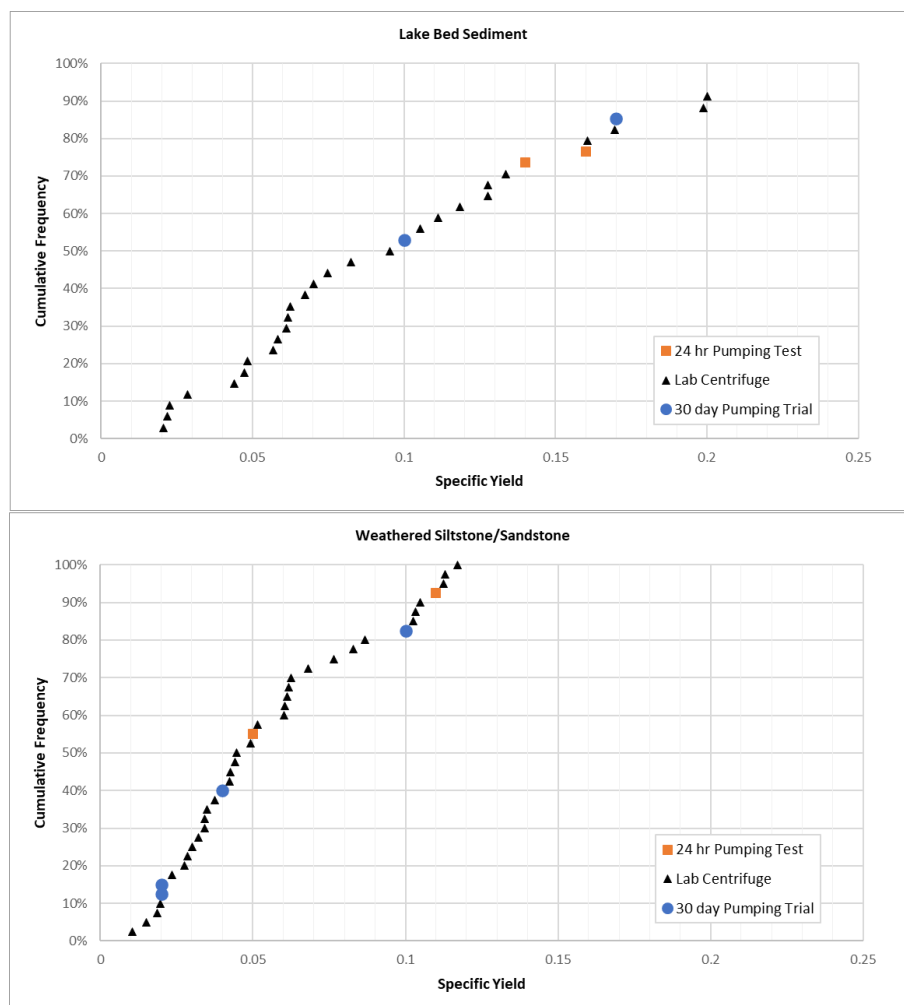 Lake Bed Sediment
100%
90%
80%
70%
60%
50%
40%
30%
20%
10%
0%
Cumulative Frequency
0 0.05 0.1 0.15 0.2 0.25
Specific Yield
24 hr Pumping Test
Lab Centrifuge
30 day Pumping Trial
Weathered Siltstone/Sandstone
100%
90%
80%
70%
60%
50%
40%
30%
20%
10%
0%
Cumulative Frequency
0 0.05 0.1 0.15 0.2 0.25
Specific Yield
24 hr Pumping Test
Lab Centrifuge
30 day Pumping Trial